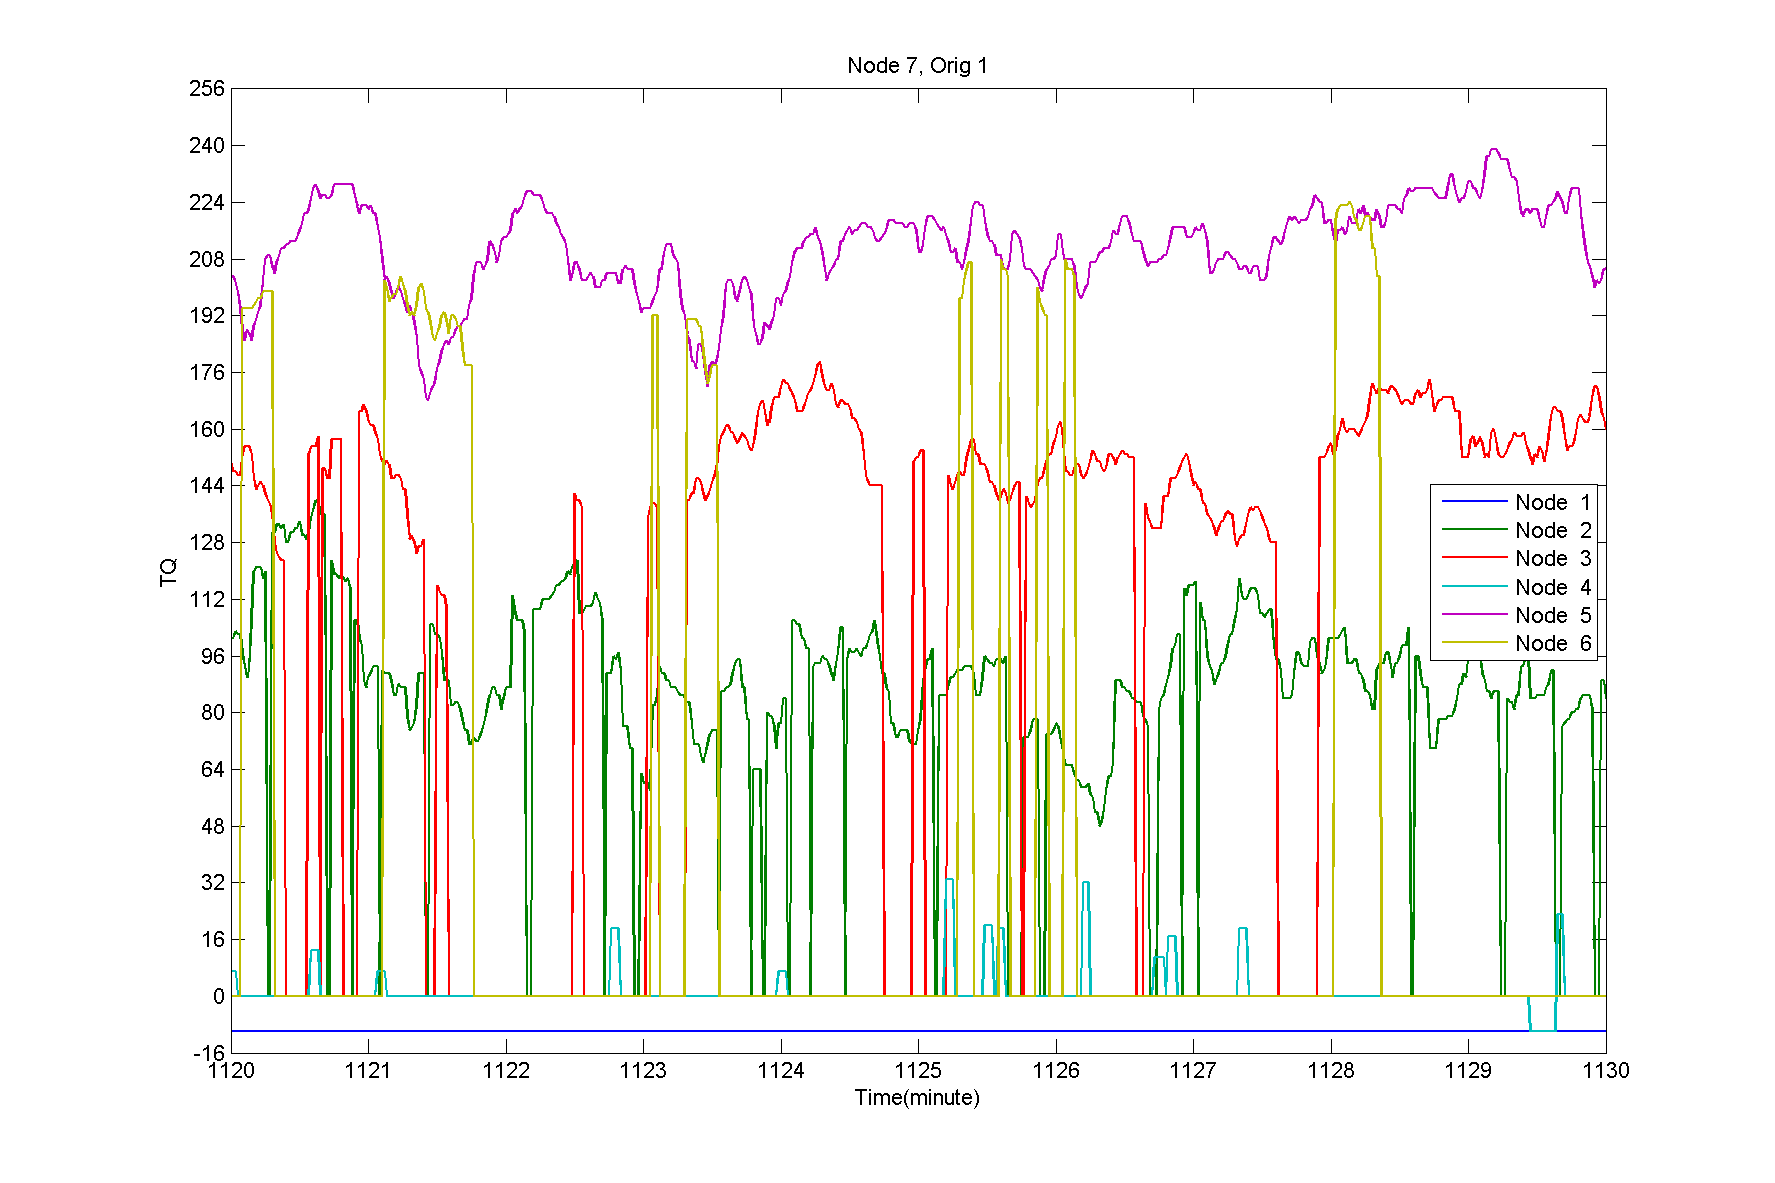 Node 7, Orig 1
256
240
224
208
192
176
160
144
128
112
96
80
64
48
32
16
0
-16
TQ
Node 1
Node 2
Node 3
Node 4
Node 5
Node 6
1120 1121 1122 1123 1124 1125 1126 1127 1128 1129 1130
Time(minute)